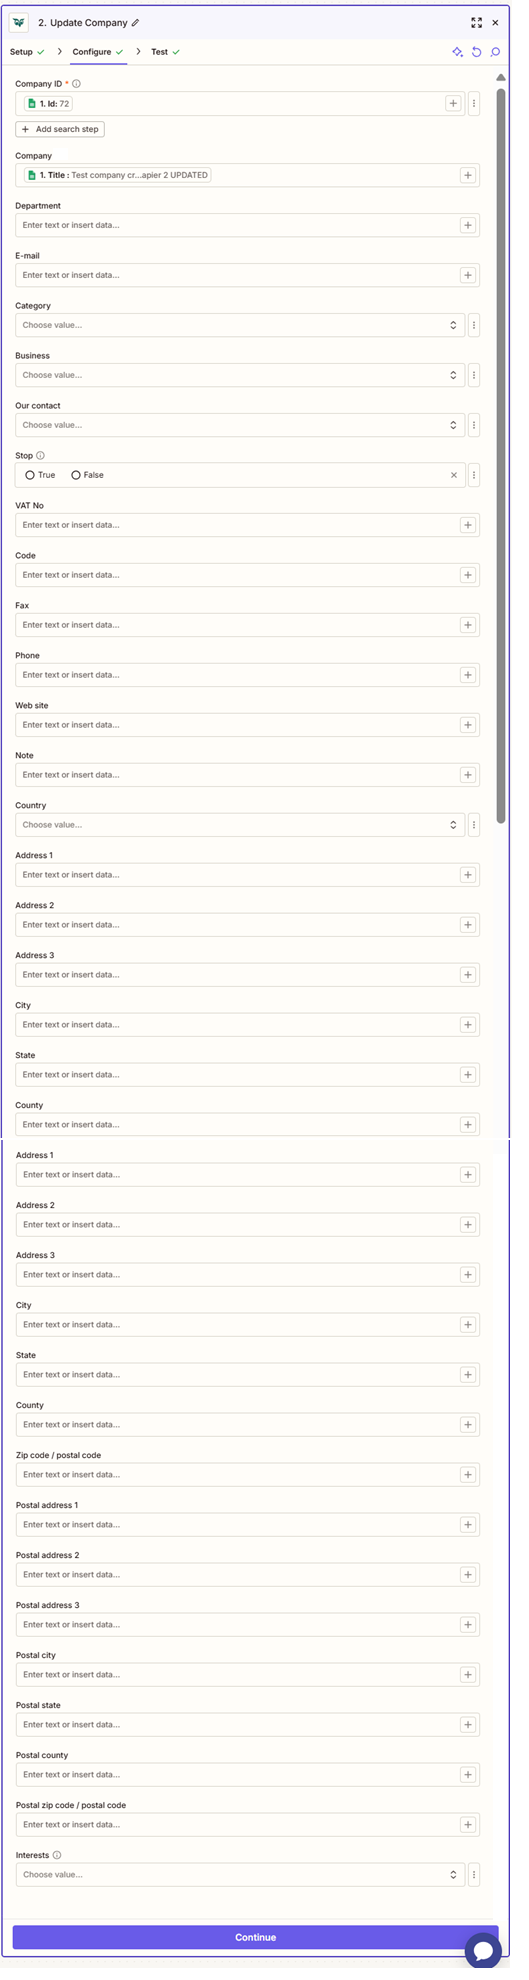 2. Update Company
Setup Configure Test
Company ID *
1. Id: 72
Add search step
Company
1. Title : Test company cr...apier 2 UPDATED
Department
Enter text or insert data...
E-mail
Enter text or insert data...
Category
Choose value...
Business
Choose value...
Our contact
Choose value...
Stop
True False
VAT No
Enter text or insert data...
Code
Enter text or insert data...
Fax
Enter text or insert data...
Phone
Enter text or insert data...
Web site
Enter text or insert data...
Note
Enter text or insert data...
Country
Choose value...
Address 1
Enter text or insert data...
Address 2
Enter text or insert data...
Address 3
Enter text or insert data...
City
Enter text or insert data...
State
Enter text or insert data...
County
Enter text or insert data...
Address 1
Enter text or insert data...
Address 2
Enter text or insert data...
Address 3
Enter text or insert data...
City
Enter text or insert data...
State
Enter text or insert data...
County
Enter text or insert data...
Zip code / postal code
Enter text or insert data...
Postal address 1
Enter text or insert data...
Postal address 2
Enter text or insert data...
Postal address 3
Enter text or insert data...
Postal city
Enter text or insert data...
Postal state
Enter text or insert data...
Postal county
Enter text or insert data...
Postal zip code / postal code
Enter text or insert data...
Interests
Choose value...
Continue